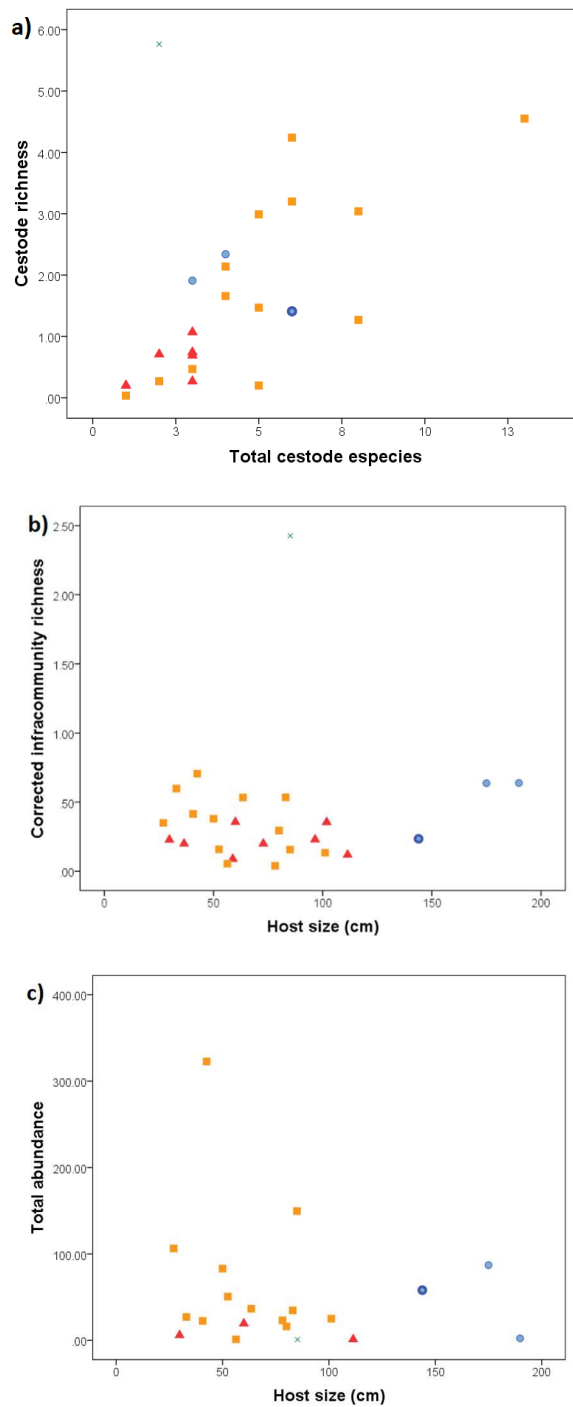 a)
Cestode richness
6.00
5.00
4.00
3.00
2.00
1.00
.00
0 3 5 8 10 13
Total cestode especies
b)
Corrected infracommunity richness
2.50
2.00
1.50
1.00
.50
.00
0 50 100 150 200
Host size (cm)
c)
Total abundance
400.00
300.00
200.00
100.00
.00
0 50 100 150 200
Host size (cm)